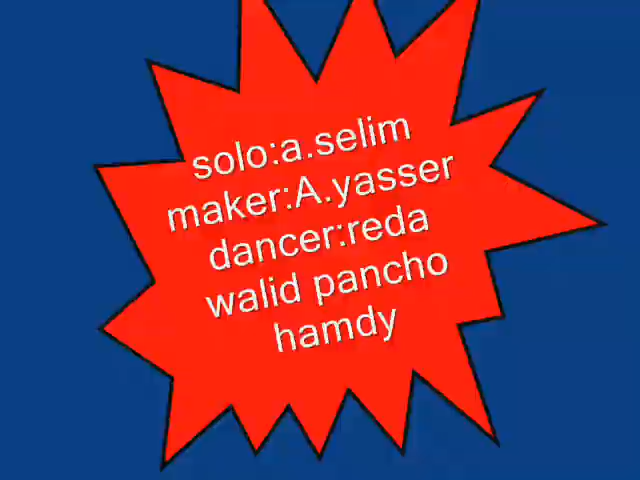 solo:a.selim
maker:A.yasser
dancer:reda
walid pancho
hamdy